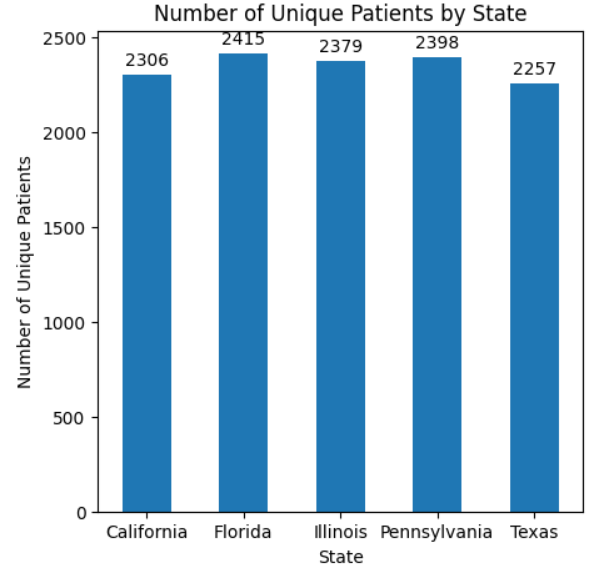 Number of Unique Patients by State
Number of Unique Patients
2500
2000
1500
1000
500
0
2306
2415
2379
2398
2257
California
Florida
Illinois
Pennsylvania
Texas
State